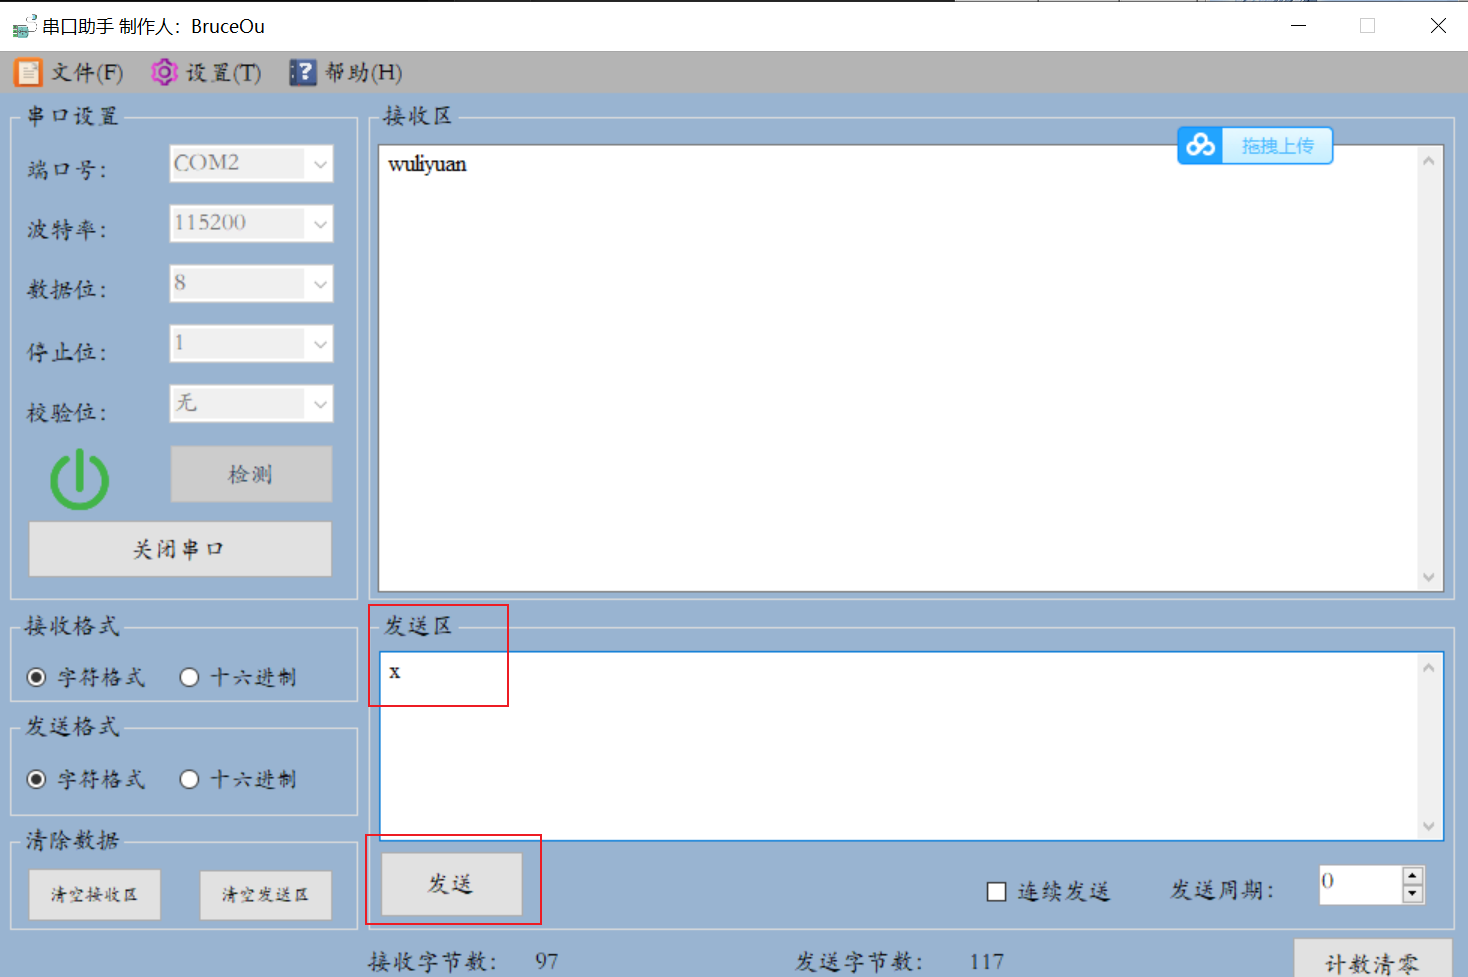 串口助手 制作人：BruceOu
文件(F) 设置(T) 帮助(H)
串口设置
端口号： COM2
波特率： 115200
数据位： 8
停止位： 1
校验位： 无
检测
关闭串口
接收格式
字符格式 十六进制
发送格式
字符格式 十六进制
清除数据
清空接收区 清空发送区
接收区
拖拽上传
wuliyuan
发送区
x
发送
连续发送 发送周期： 0
接收字节数： 97 发送字节数： 117 计数清零